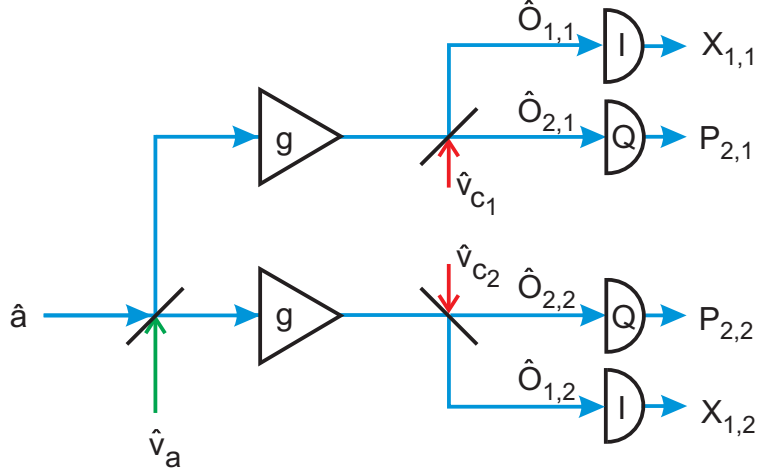 Ô₁,₁ I X₁,₁
g Ô₂,₁ Q P₂,₁
v̂c₁
v̂c₂
â g Ô₂,₂ Q P₂,₂
v̂ₐ Ô₁,₂ I X₁,₂